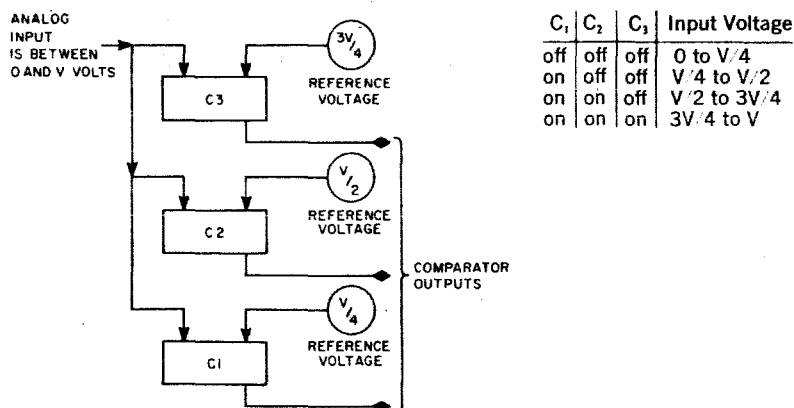 ANALOG
INPUT
IS BETWEEN
O AND V VOLTS
3V/4
REFERENCE
VOLTAGE
C3
V/2
REFERENCE
VOLTAGE
C2
COMPARATOR
OUTPUTS
V/4
REFERENCE
VOLTAGE
C1
C₁ C₂ C₃ Input Voltage
off off off 0 to V/4
on off off V/4 to V/2
on on off V/2 to 3V/4
on on on 3V/4 to V